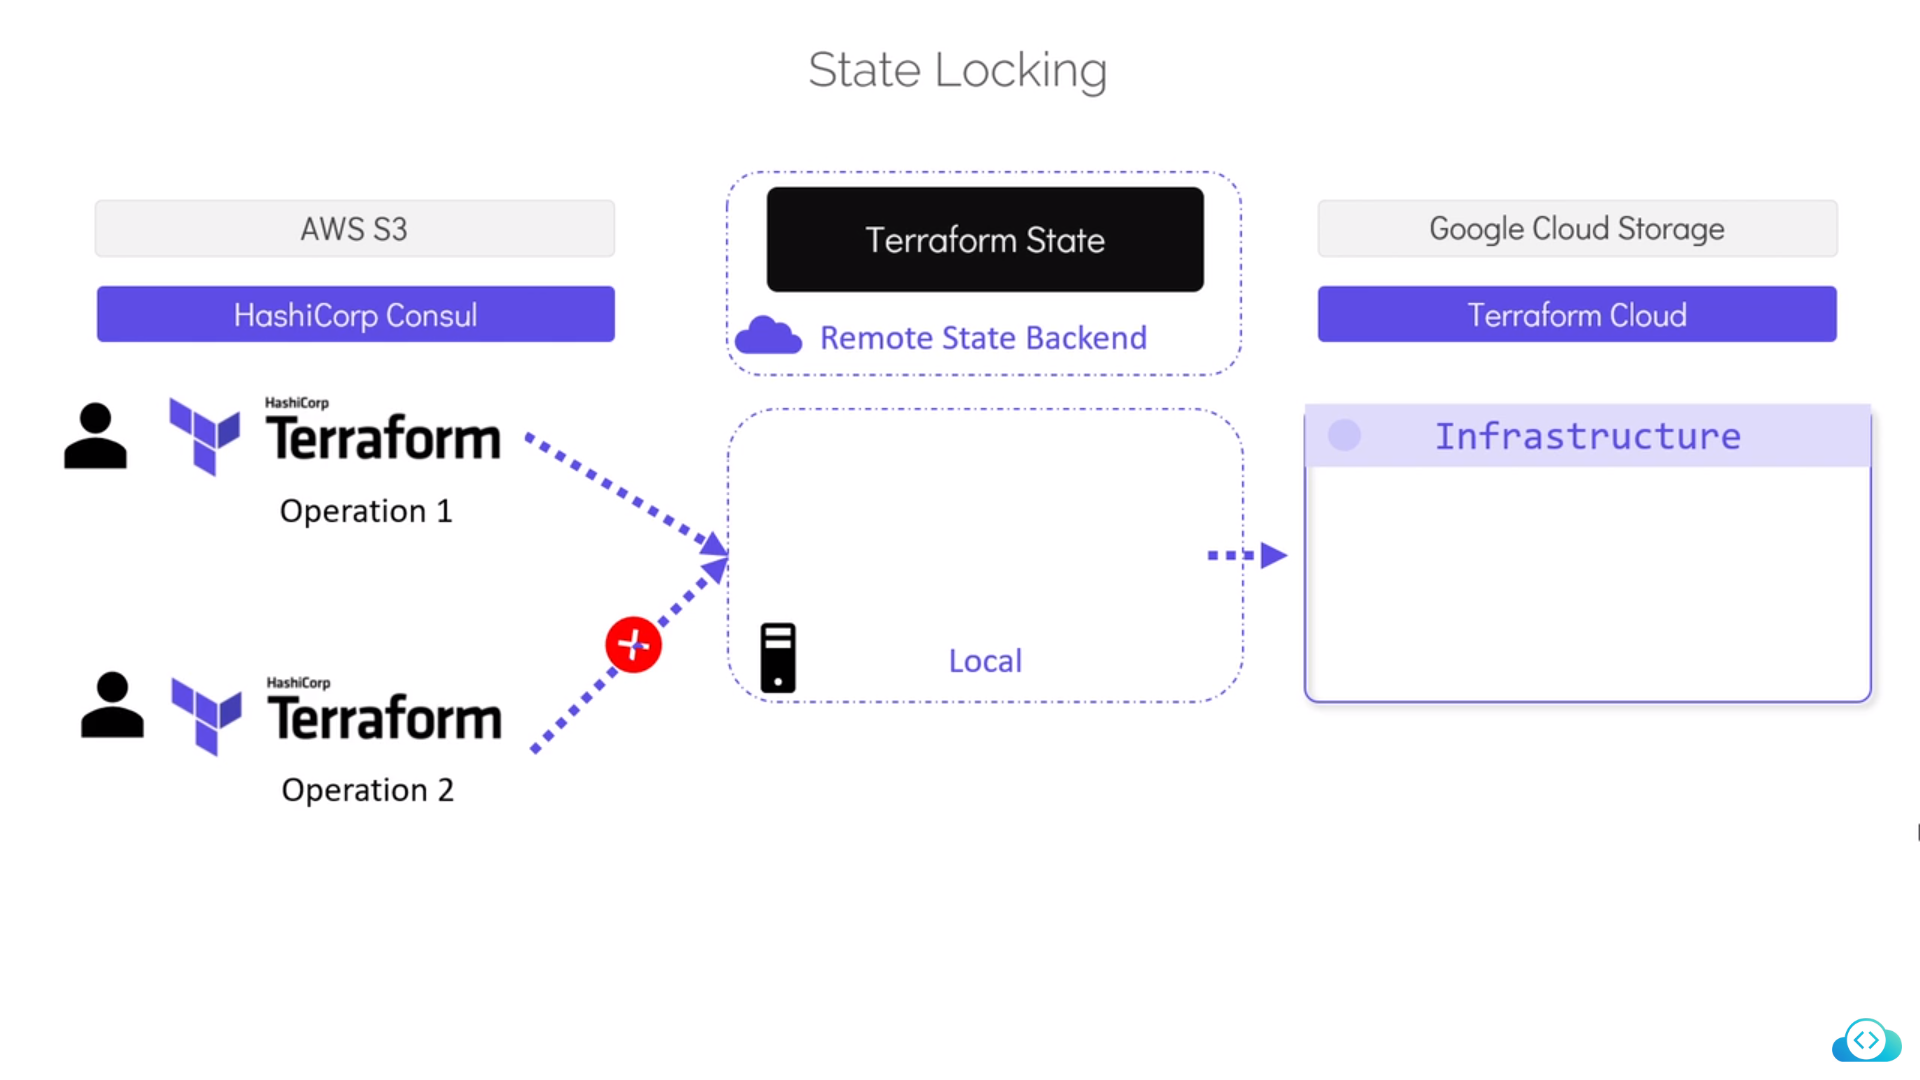 State Locking
AWS S3
HashiCorp Consul
Terraform State
Remote State Backend
Google Cloud Storage
Terraform Cloud
HashiCorp
Terraform
Operation 1
Infrastructure
Local
HashiCorp
Terraform
Operation 2